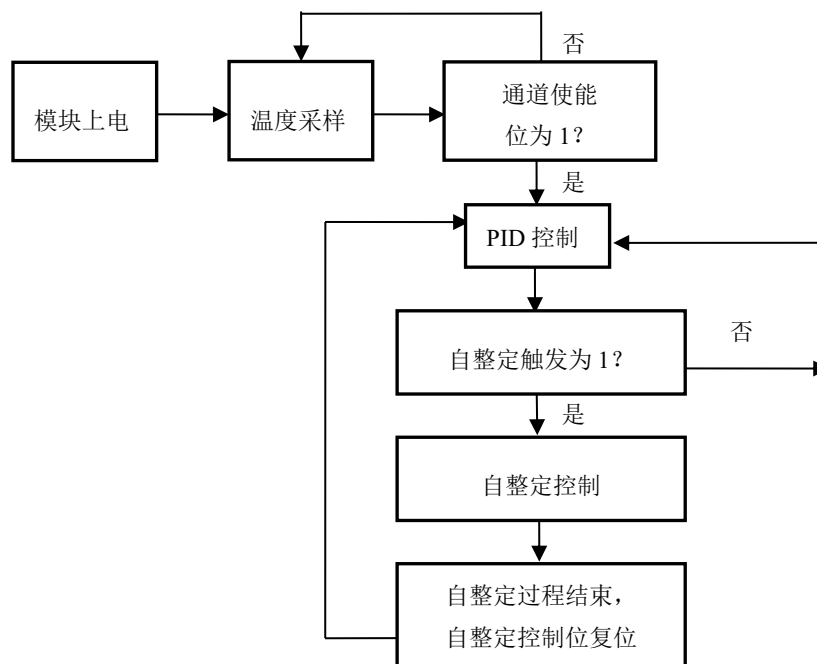 否
模块上电
温度采样
通道使能
位为 1？
是
PID 控制
自整定触发为 1？
否
是
自整定控制
自整定过程结束，
自整定控制位复位